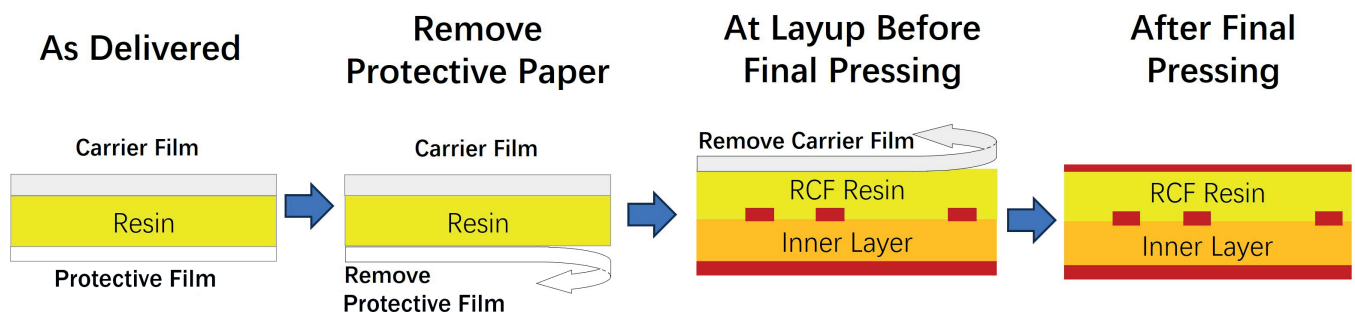 As Delivered
Carrier Film
Resin
Protective Film
Remove
Protective Paper
Carrier Film
Resin
Remove
Protective Film
At Layup Before
Final Pressing
Remove Carrier Film
RCF Resin
Inner Layer
After Final
Pressing
RCF Resin
Inner Layer